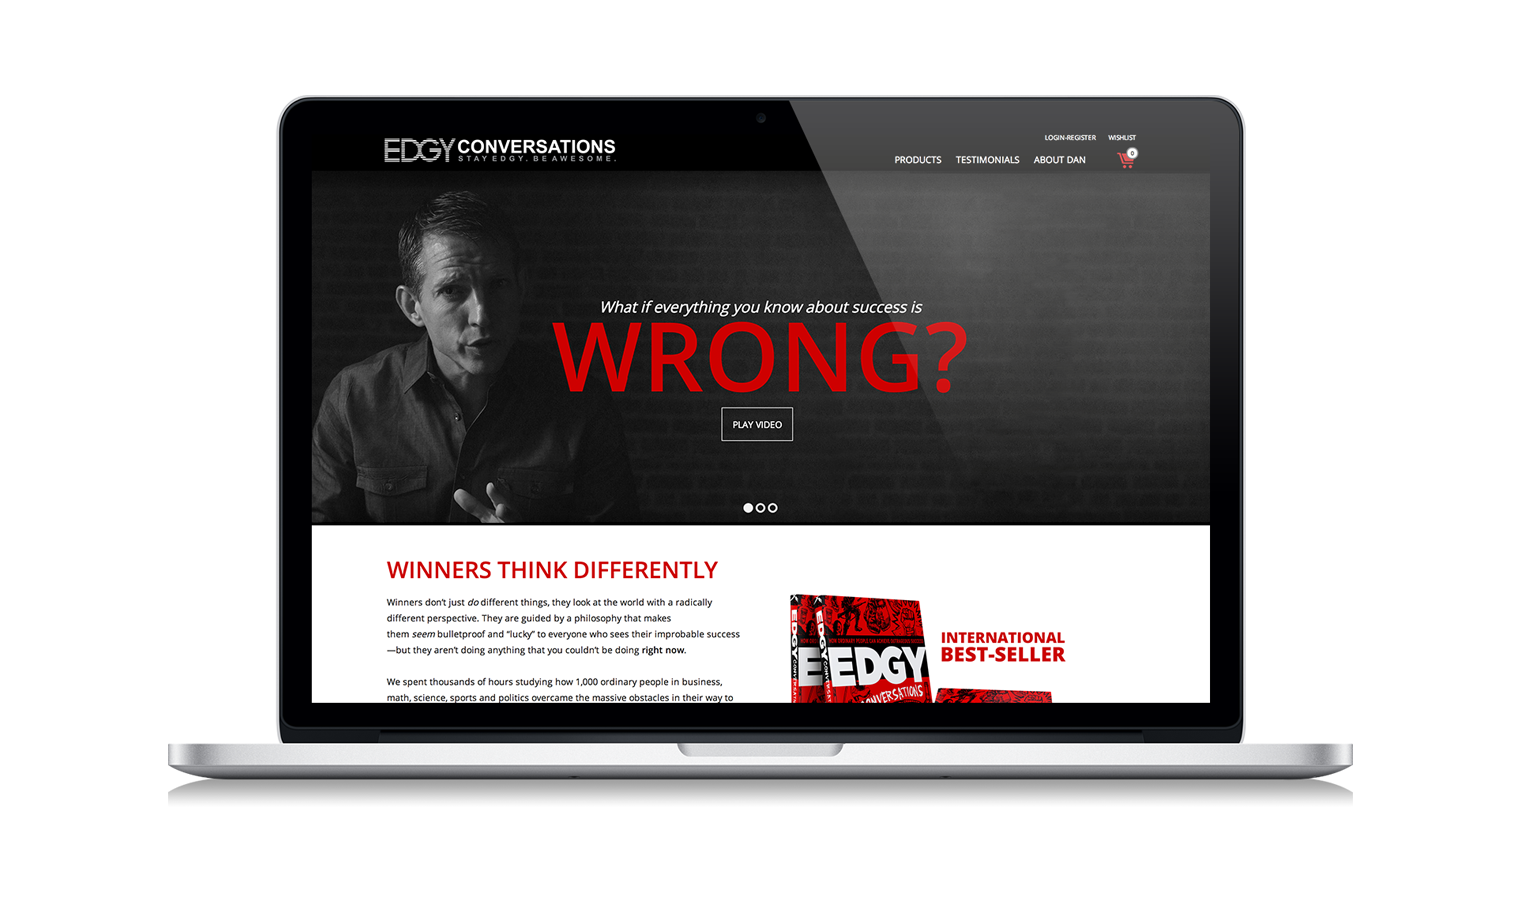 EDGY CONVERSATIONS
STAY EDGY. BE AWESOME.
LOGIN-REGISTER WISHLIST
PRODUCTS TESTIMONIALS ABOUT DAN 0
What if everything you know about success is
WRONG?
PLAY VIDEO
WINNERS THINK DIFFERENTLY
Winners don't just do different things, they look at the world with a radically
different perspective. They are guided by a philosophy that makes
them seem bulletproof and “lucky” to everyone who sees their improbable success
—but they aren't doing anything that you couldn't be doing right now.
We spent thousands of hours studying how 1,000 ordinary people in business,
math, science, sports and politics overcame the massive obstacles in their way to
EDGY
EDGY
E EDGY
CONVERSATIONS
INTERNATIONAL
BEST-SELLER